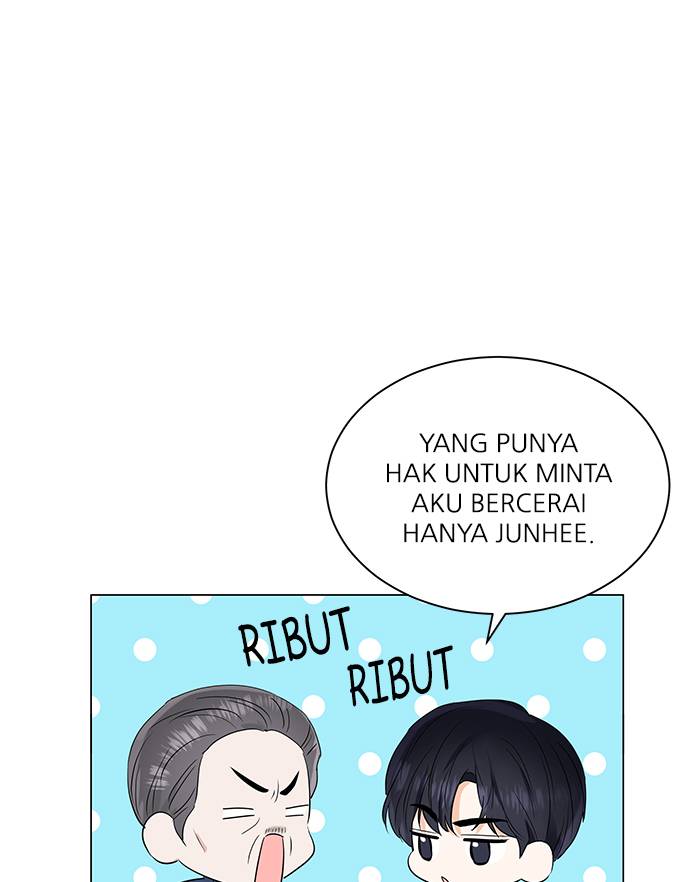 YANG PUNYA
HAK UNTUK MINTA
AKU BERCERAI
HANYA JUNHEE.
RIBUT
RIBUT